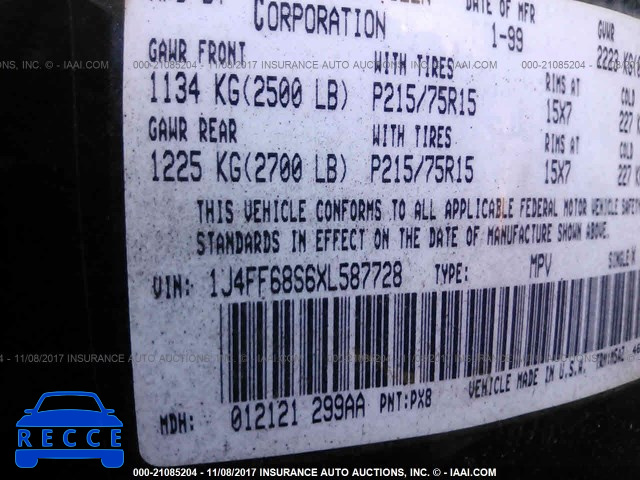 CORPORATION DATE OF MFR GVWR
1-99
GAWR FRONT WITH TIRES RIMS AT COLD
1134 KG(2500 LB) P215/75R15 15X7 227
GAWR REAR WITH TIRES RIMS AT COLD
1225 KG(2700 LB) P215/75R15 15X7 227
THIS VEHICLE CONFORMS TO ALL APPLICABLE FEDERAL MOTOR VEHICLE SAFETY
STANDARDS IN EFFECT ON THE DATE OF MANUFACTURE SHOWN ABOVE.
VIN: 1J4FF68S6XL587728 TYPE: MPV
VEHICLE MADE IN U.S.A.
MDH: 012121 299AA PNT:PX8
000-21085204 - 11/08/2017 INSURANCE AUTO AUCTIONS, INC. - © IAAI.COM
RECCE